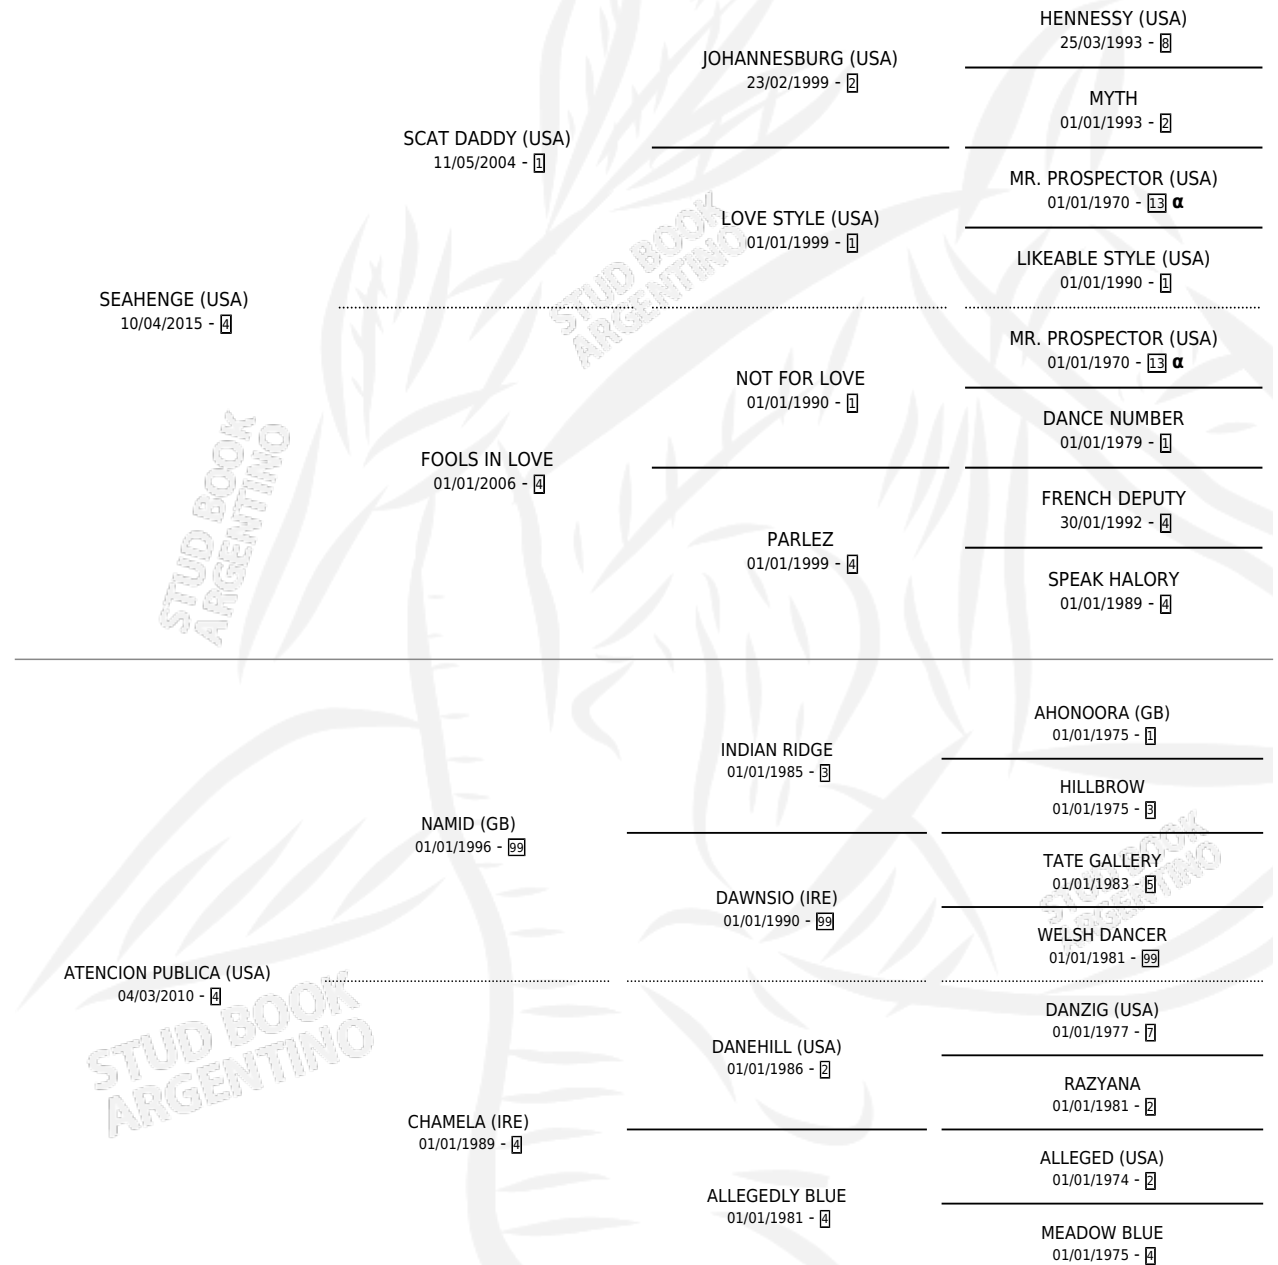 HENNESSY (USA)
25/03/1993 - 8
JOHANNESBURG (USA)
23/02/1999 - 2
MYTH
01/01/1993 - 2
SCAT DADDY (USA)
11/05/2004 - 1
MR. PROSPECTOR (USA)
01/01/1970 - 13 α
LOVE STYLE (USA)
01/01/1999 - 1
LIKEABLE STYLE (USA)
01/01/1990 - 1
SEAHENGE (USA)
10/04/2015 - 4
MR. PROSPECTOR (USA)
01/01/1970 - 13 α
NOT FOR LOVE
01/01/1990 - 1
DANCE NUMBER
01/01/1979 - 1
FOOLS IN LOVE
01/01/2006 - 4
FRENCH DEPUTY
30/01/1992 - 4
PARLEZ
01/01/1999 - 4
SPEAK HALORY
01/01/1989 - 4
AHONOORA (GB)
01/01/1975 - 1
INDIAN RIDGE
01/01/1985 - 3
HILLBROW
01/01/1975 - 3
NAMID (GB)
01/01/1996 - 99
TATE GALLERY
01/01/1983 - 5
DAWNSIO (IRE)
01/01/1990 - 99
WELSH DANCER
01/01/1981 - 99
ATENCION PUBLICA (USA)
04/03/2010 - 4
DANZIG (USA)
01/01/1977 - 7
DANEHILL (USA)
01/01/1986 - 2
RAZYANA
01/01/1981 - 2
CHAMELA (IRE)
01/01/1989 - 4
ALLEGED (USA)
01/01/1974 - 2
ALLEGEDLY BLUE
01/01/1981 - 4
MEADOW BLUE
01/01/1975 - 4
STUD BOOK
ARGENTINO
STUD BOOK
ARGENTINO
STUD BOOK
ARGENTINO
STUD BOOK
ARGENTINO